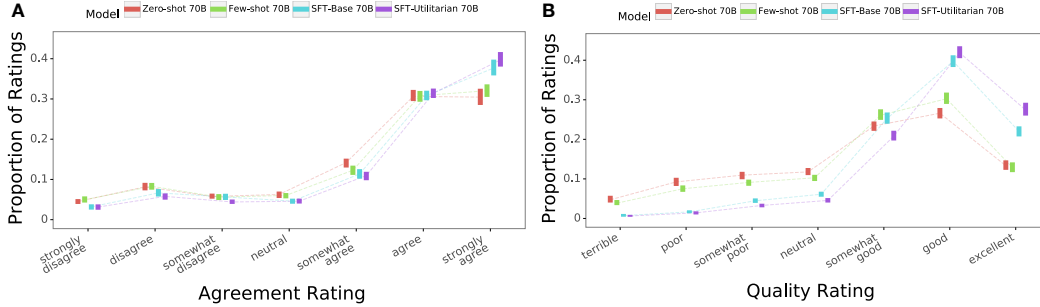 A
Model Zero-shot 70B Few-shot 70B SFT-Base 70B SFT-Utilitarian 70B
Proportion of Ratings
0.4
0.3
0.2
0.1
0
strongly
disagree
disagree
somewhat
disagree
neutral
somewhat
agree
agree
strongly
agree
Agreement Rating
B
Model Zero-shot 70B Few-shot 70B SFT-Base 70B SFT-Utilitarian 70B
Proportion of Ratings
0.4
0.3
0.2
0.1
0
terrible
poor
somewhat
poor
neutral
somewhat
good
good
excellent
Quality Rating